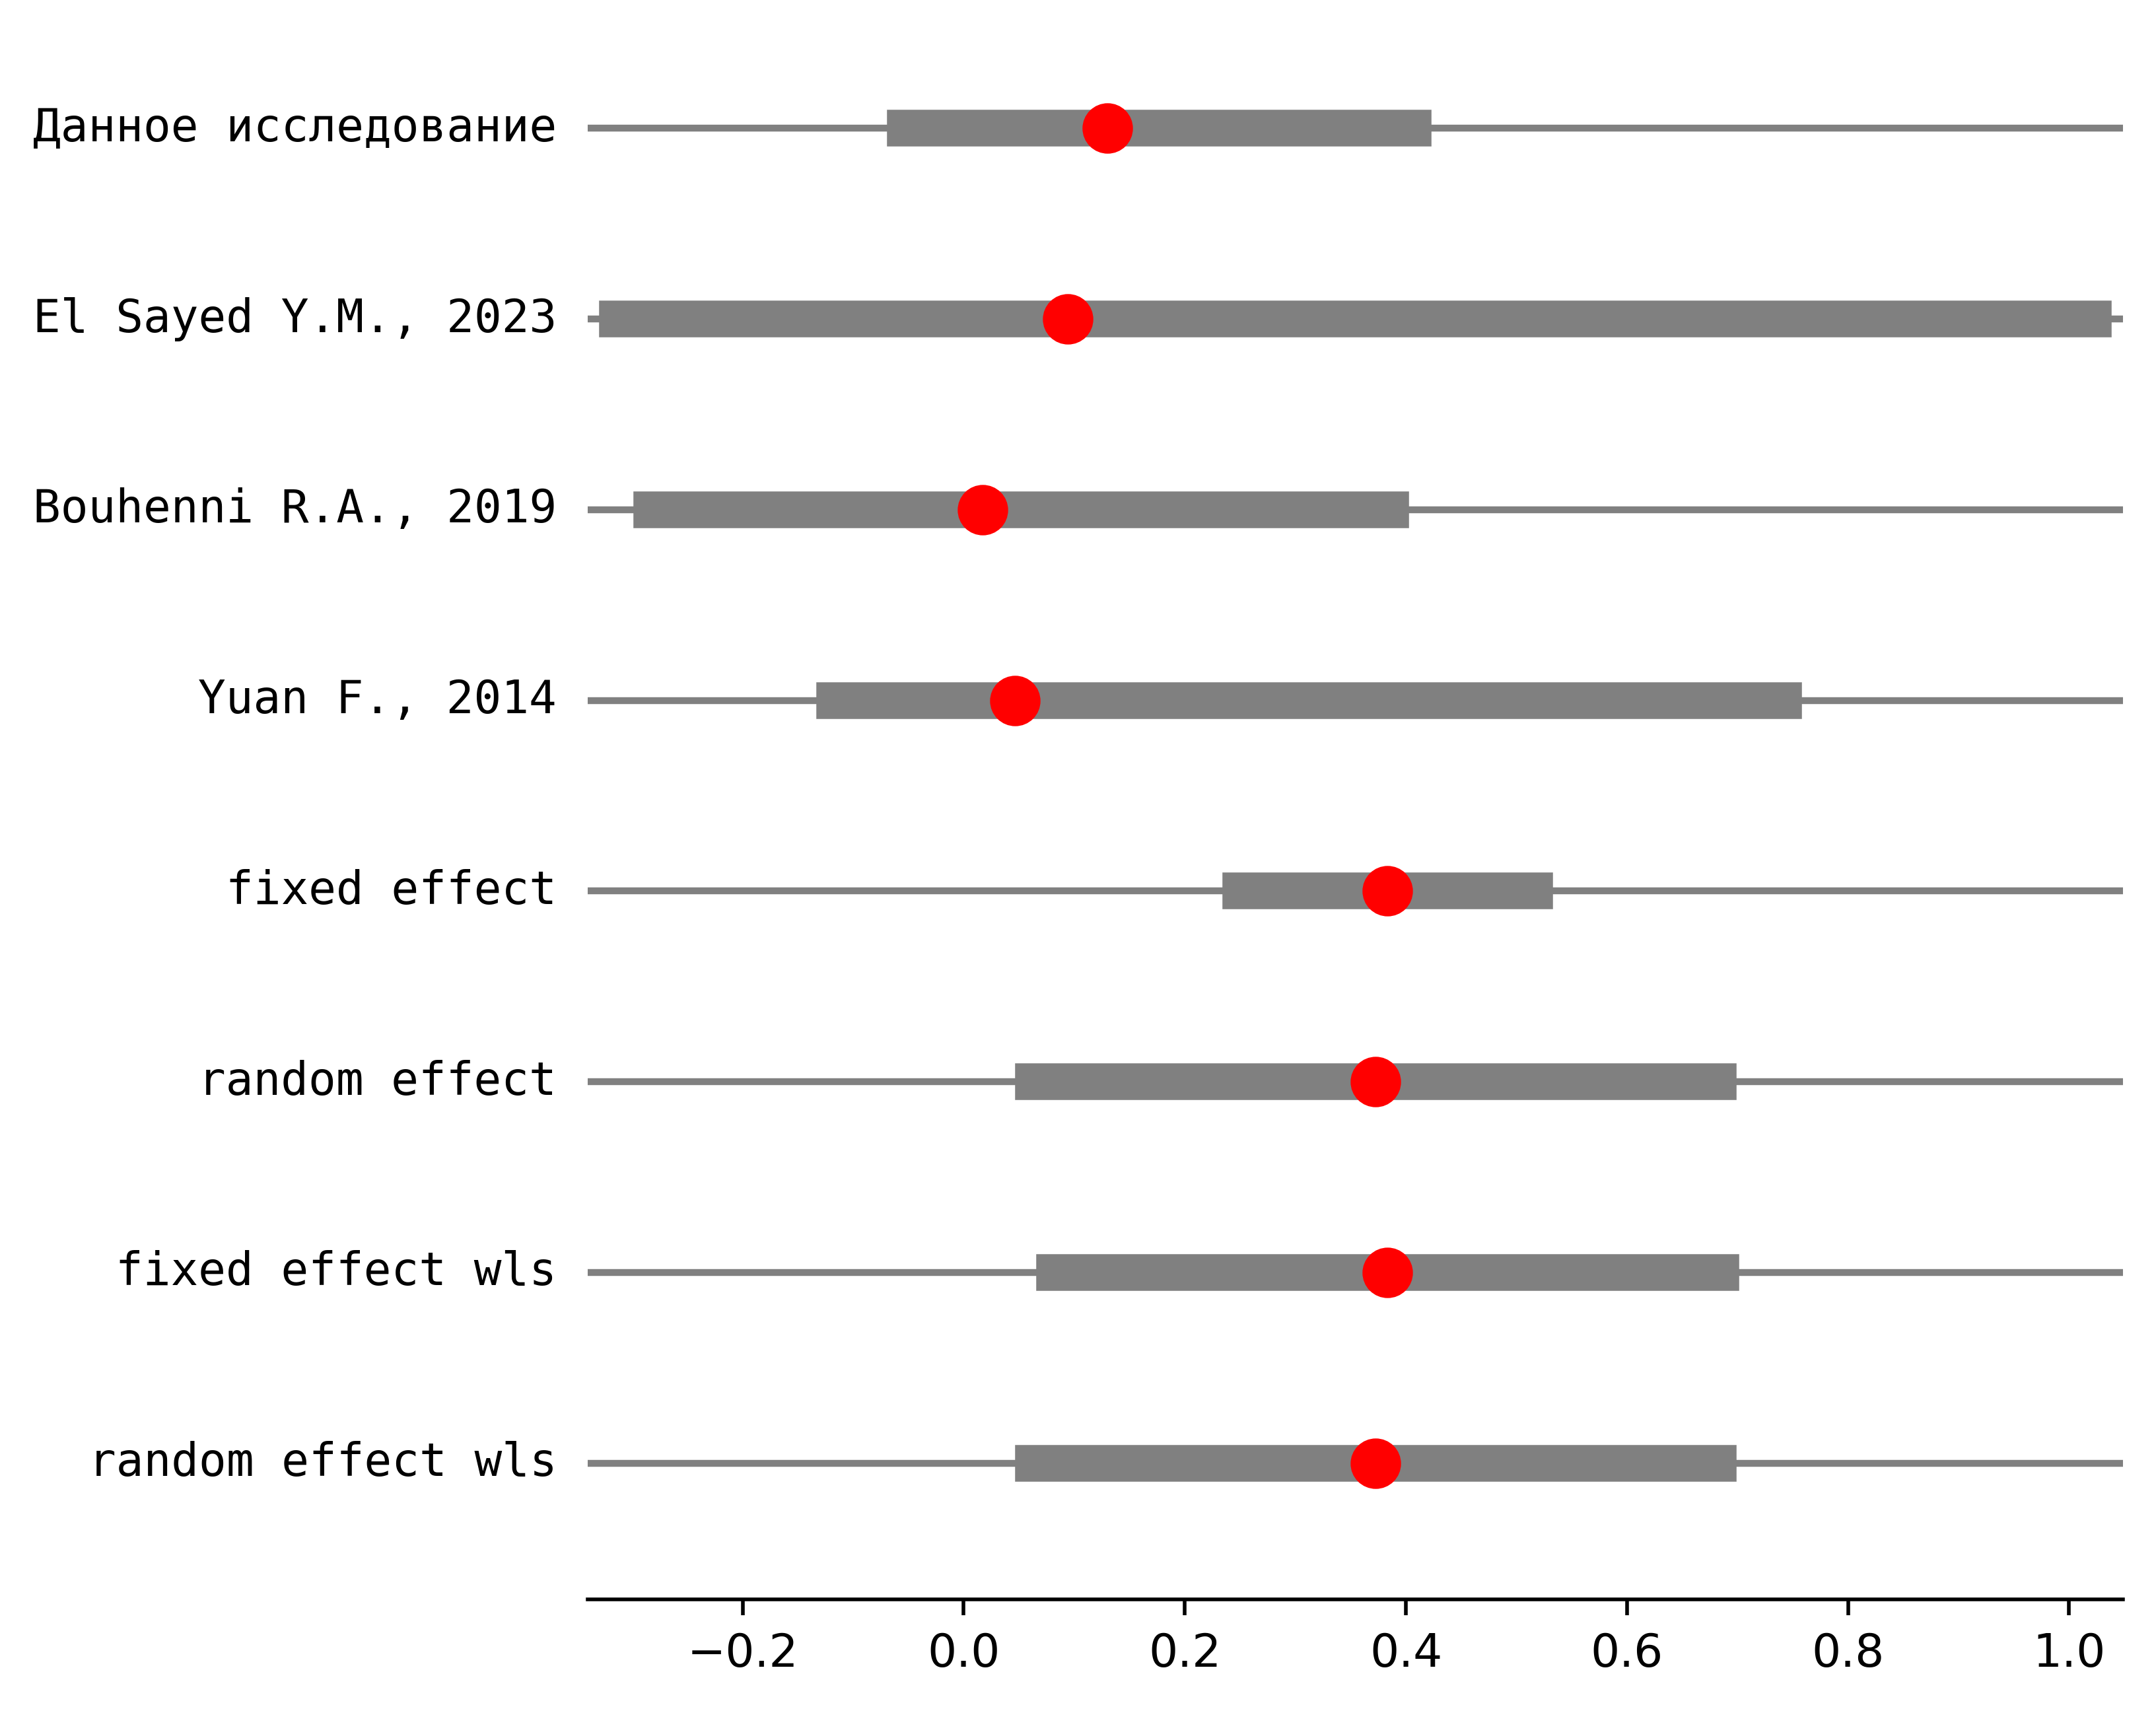 Данное исследование
El Sayed Y.M., 2023
Bouhenni R.A., 2019
Yuan F., 2014
fixed effect
random effect
fixed effect wls
random effect wls
−0.2 0.0 0.2 0.4 0.6 0.8 1.0